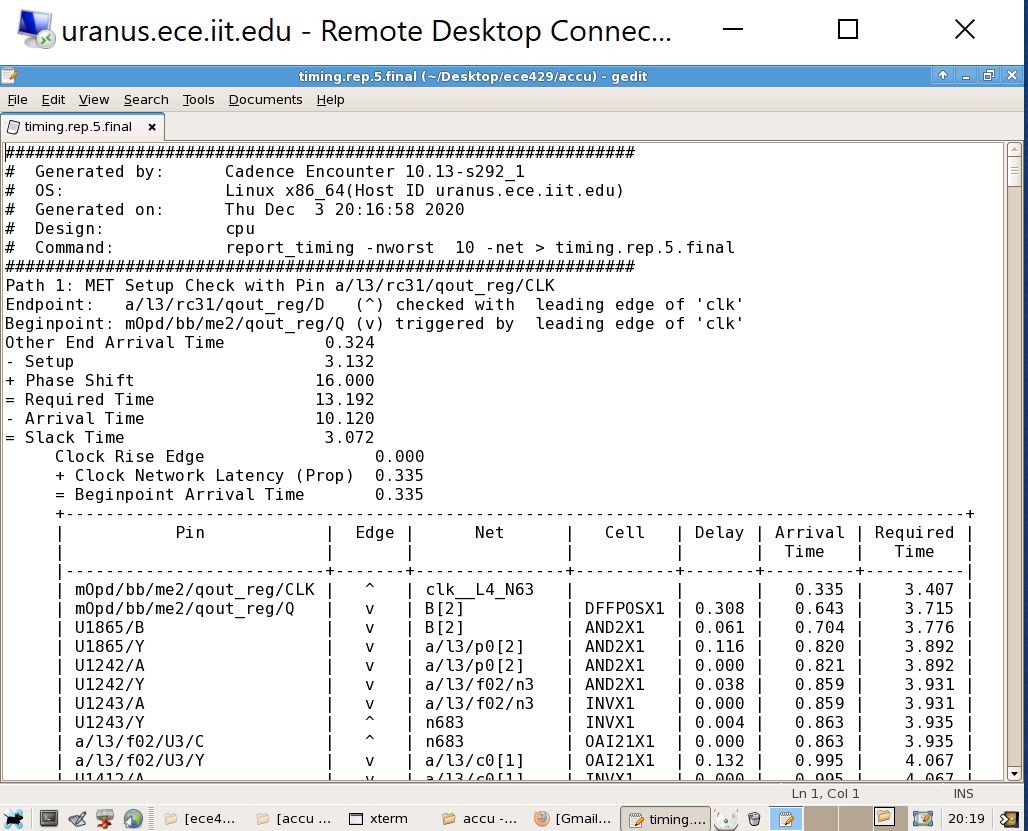 uranus.ece.iit.edu - Remote Desktop Connec...
timing.rep.5.final (~/Desktop/ece429/accu) - gedit
File Edit View Search Tools Documents Help
timing.rep.5.final
###############################################################
# Generated by: Cadence Encounter 10.13-s292_1
# OS: Linux x86_64(Host ID uranus.ece.iit.edu)
# Generated on: Thu Dec 3 20:16:58 2020
# Design: cpu
# Command: report_timing -nworst 10 -net > timing.rep.5.final
###############################################################
Path 1: MET Setup Check with Pin a/l3/rc31/qout_reg/CLK
Endpoint: a/l3/rc31/qout_reg/D (^) checked with leading edge of 'clk'
Beginpoint: mOpd/bb/me2/qout_reg/Q (v) triggered by leading edge of 'clk'
Other End Arrival Time 0.324
- Setup 3.132
+ Phase Shift 16.000
= Required Time 13.192
- Arrival Time 10.120
= Slack Time 3.072
Clock Rise Edge 0.000
+ Clock Network Latency (Prop) 0.335
= Beginpoint Arrival Time 0.335
+------------------------------------------------------------------------------------------+
| Pin | Edge | Net | Cell | Delay | Arrival | Required |
| | | | | | Time | Time |
|--------------------------+-------+---------------+----------+-------+---------+----------|
| mOpd/bb/me2/qout_reg/CLK | ^ | clk__L4_N63 | | | 0.335 | 3.407 |
| mOpd/bb/me2/qout_reg/Q | v | B[2] | DFFPOSX1 | 0.308 | 0.643 | 3.715 |
| U1865/B | v | B[2] | AND2X1 | 0.061 | 0.704 | 3.776 |
| U1865/Y | v | a/l3/p0[2] | AND2X1 | 0.116 | 0.820 | 3.892 |
| U1242/A | v | a/l3/p0[2] | AND2X1 | 0.000 | 0.821 | 3.892 |
| U1242/Y | v | a/l3/f02/n3 | AND2X1 | 0.038 | 0.859 | 3.931 |
| U1243/A | v | a/l3/f02/n3 | INVX1 | 0.000 | 0.859 | 3.931 |
| U1243/Y | ^ | n683 | INVX1 | 0.004 | 0.863 | 3.935 |
| a/l3/f02/U3/C | ^ | n683 | OAI21X1 | 0.000 | 0.863 | 3.935 |
| a/l3/f02/U3/Y | v | a/l3/c0[1] | OAI21X1 | 0.132 | 0.995 | 4.067 |
| U1412/A | v | a/l3/c0[1] | INVX1 | 0.000 | 0.995 | 4.067 |
Ln 1, Col 1 INS
[ece4... [accu ... xterm accu -... [Gmail... timing.... 20:19